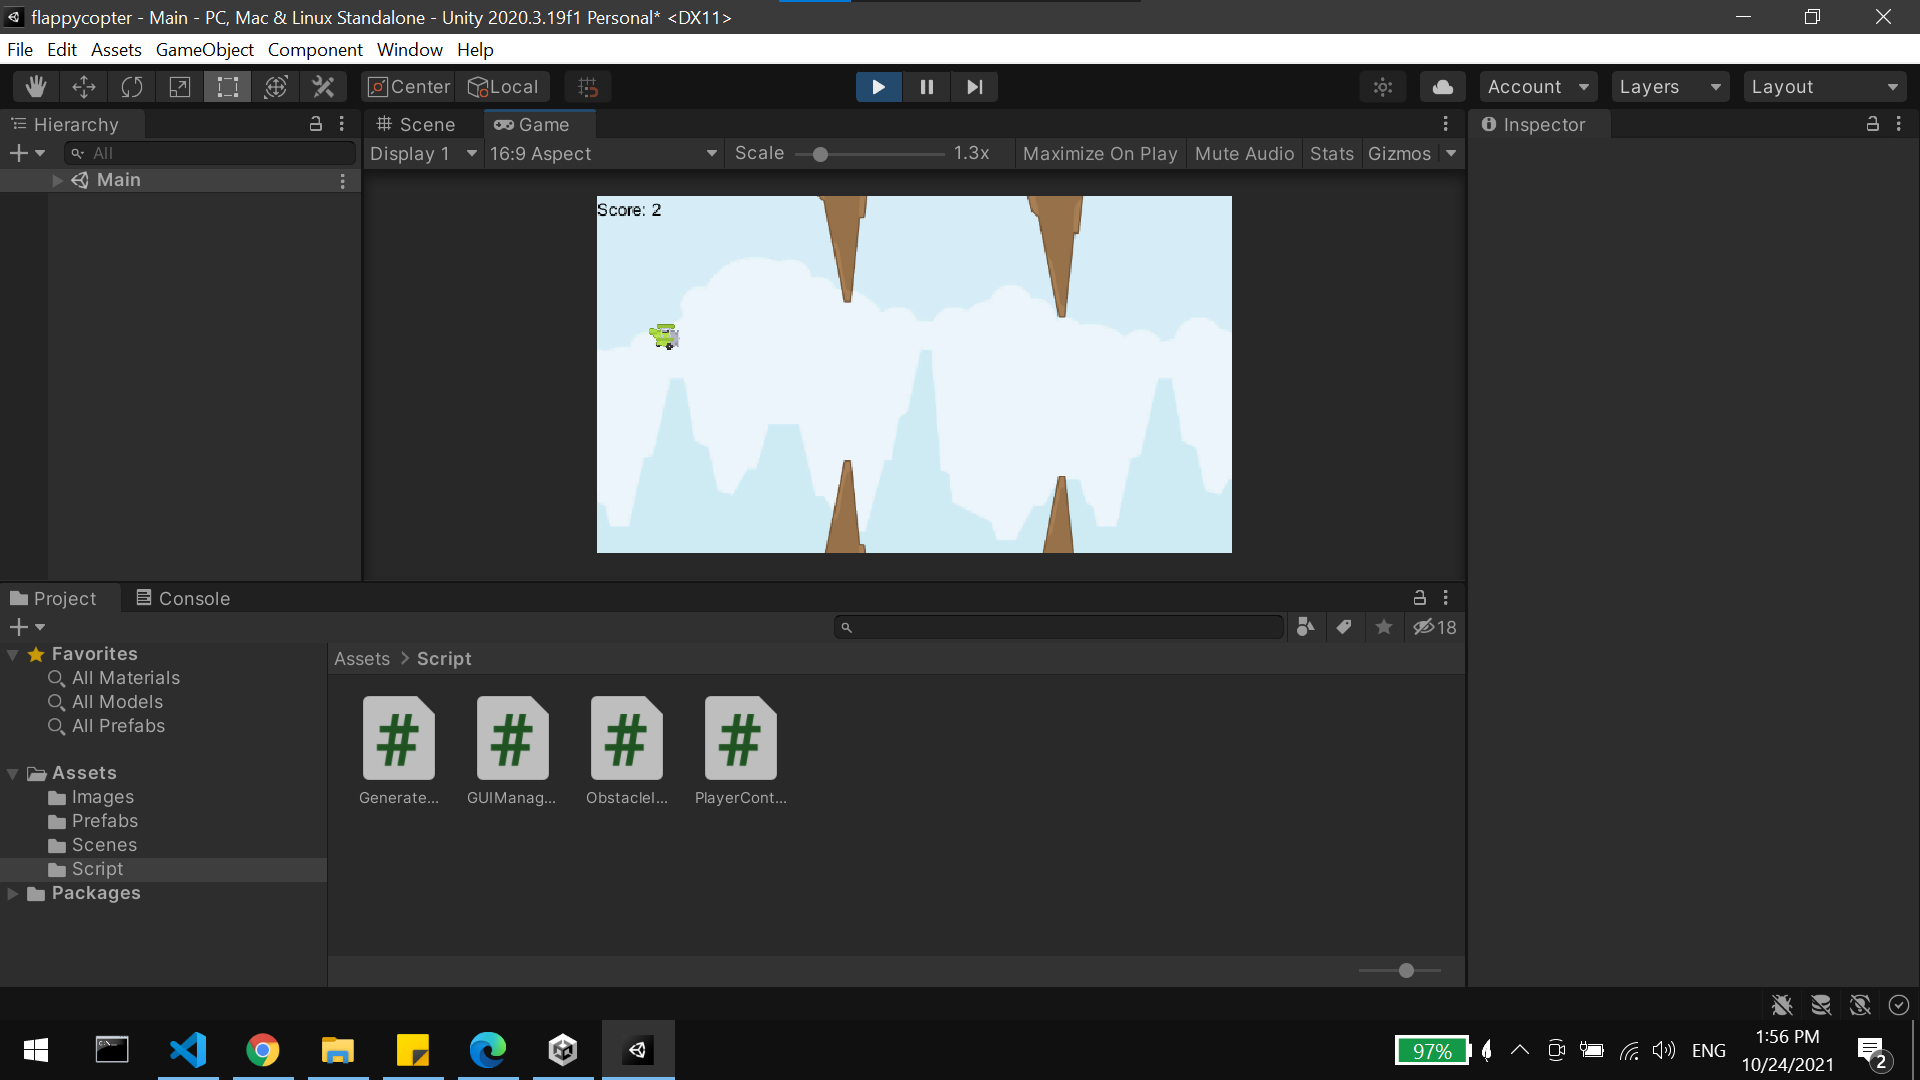 flappycopter - Main - PC, Mac & Linux Standalone - Unity 2020.3.19f1 Personal* <DX11>
File Edit Assets GameObject Component Window Help
Center Local Account Layers Layout
Hierarchy
All
Main
Scene Game
Display 1 16:9 Aspect Scale 1.3x Maximize On Play Mute Audio Stats Gizmos
Score: 2
Inspector
Project Console
18
Favorites
All Materials
All Models
All Prefabs
Assets
Images
Prefabs
Scenes
Script
Packages
Assets > Script
Generate... GUIManag... ObstacleI... PlayerCont...
97% ENG
1:56 PM
10/24/2021
2